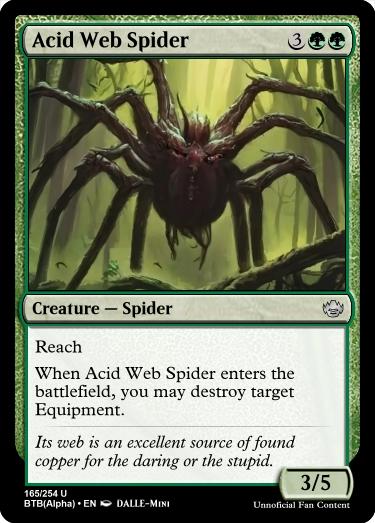 Acid Web Spider 3
Creature — Spider
Reach
When Acid Web Spider enters the
battlefield, you may destroy target
Equipment.
Its web is an excellent source of found
copper for the daring or the stupid.
3/5
165/254 U
BTB(Alpha) • EN DALLE-Mini
Unofficial Fan Content